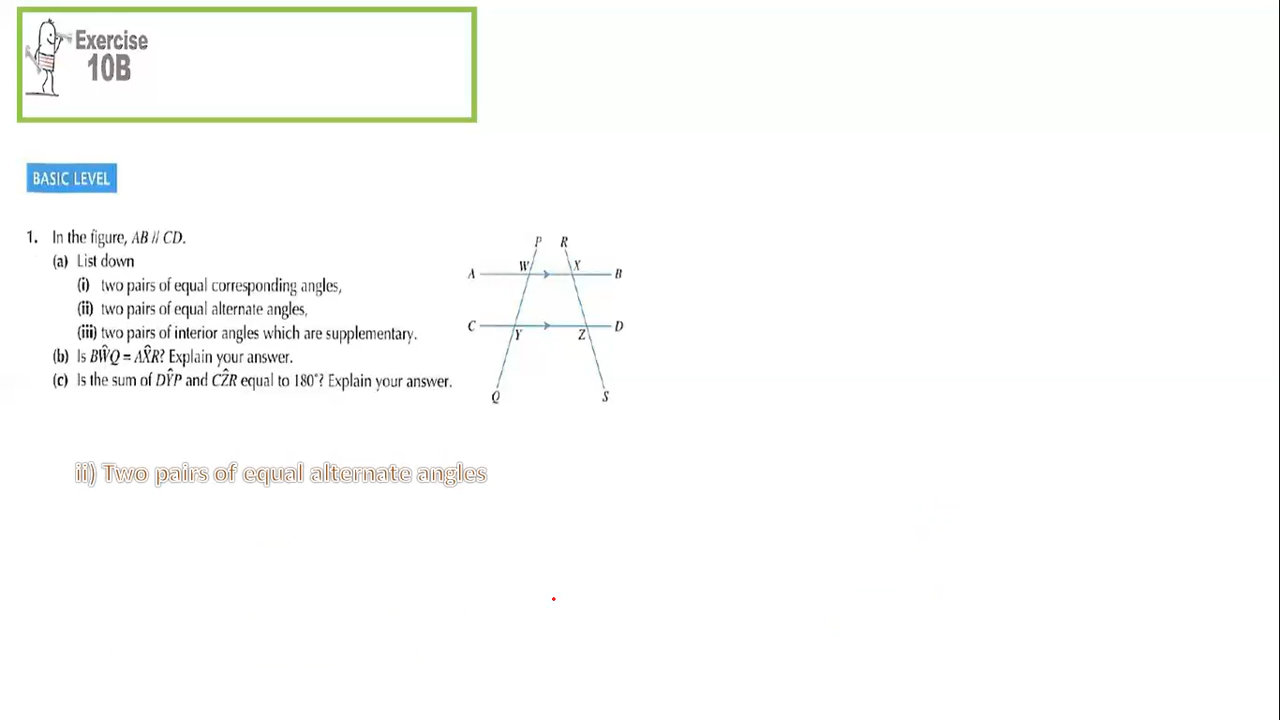 Exercise
10B
BASIC LEVEL
1. In the figure, AB // CD.
(a) List down
(i) two pairs of equal corresponding angles,
(ii) two pairs of equal alternate angles,
(iii) two pairs of interior angles which are supplementary.
(b) Is BŴQ = AX̂R? Explain your answer.
(c) Is the sum of DŶP and CẐR equal to 180°? Explain your answer.
P R
A W X B
C Y Z D
Q S
ii) Two pairs of equal alternate angles